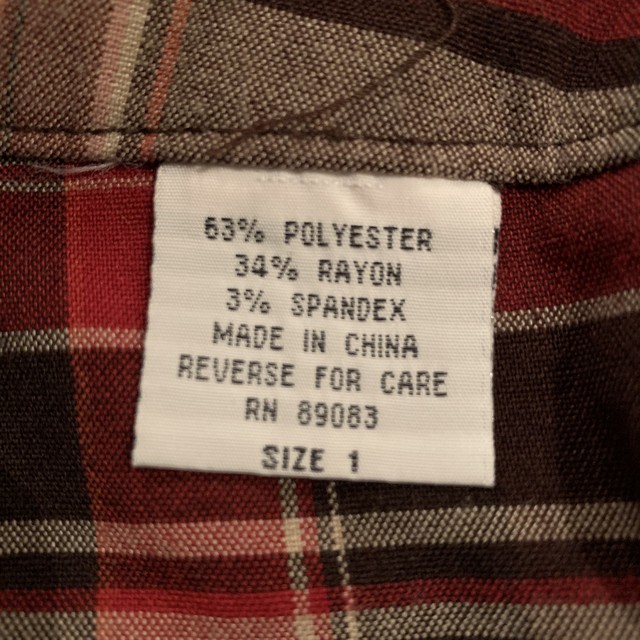 63% POLYESTER
34% RAYON
3% SPANDEX
MADE IN CHINA
REVERSE FOR CARE
RN 89083
SIZE 1